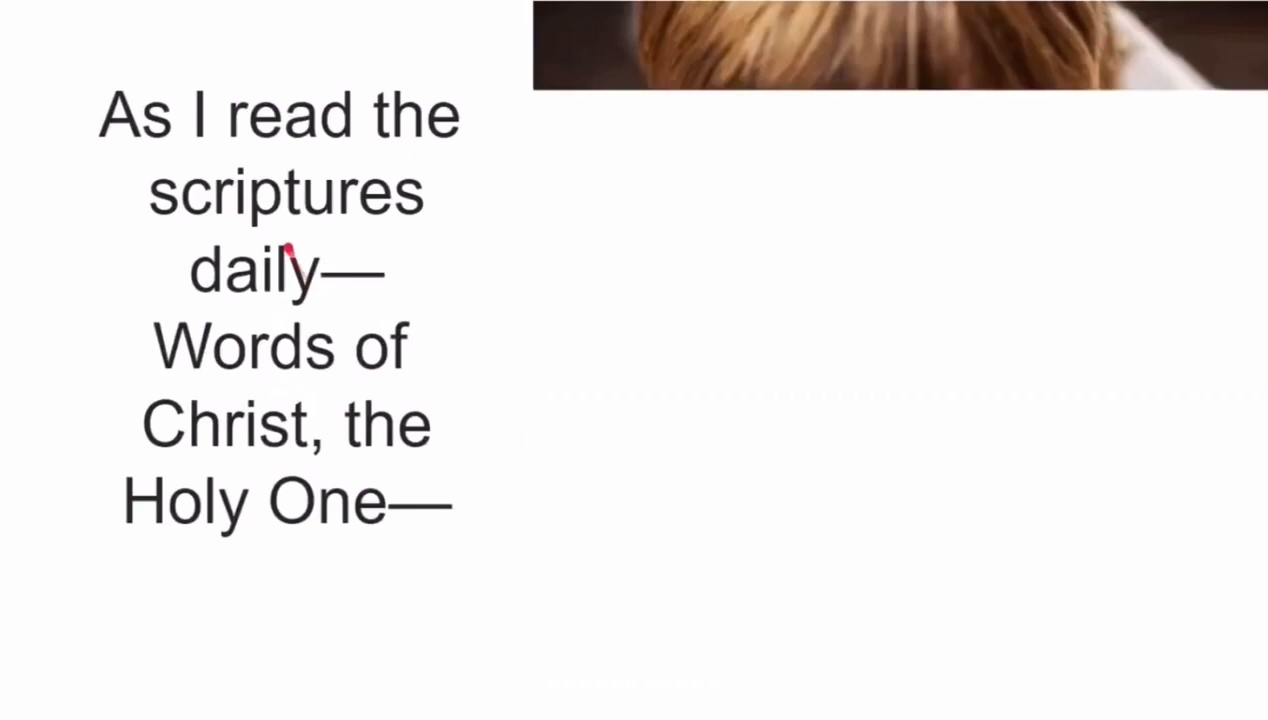 As I read the
scriptures
daily—
Words of
Christ, the
Holy One—